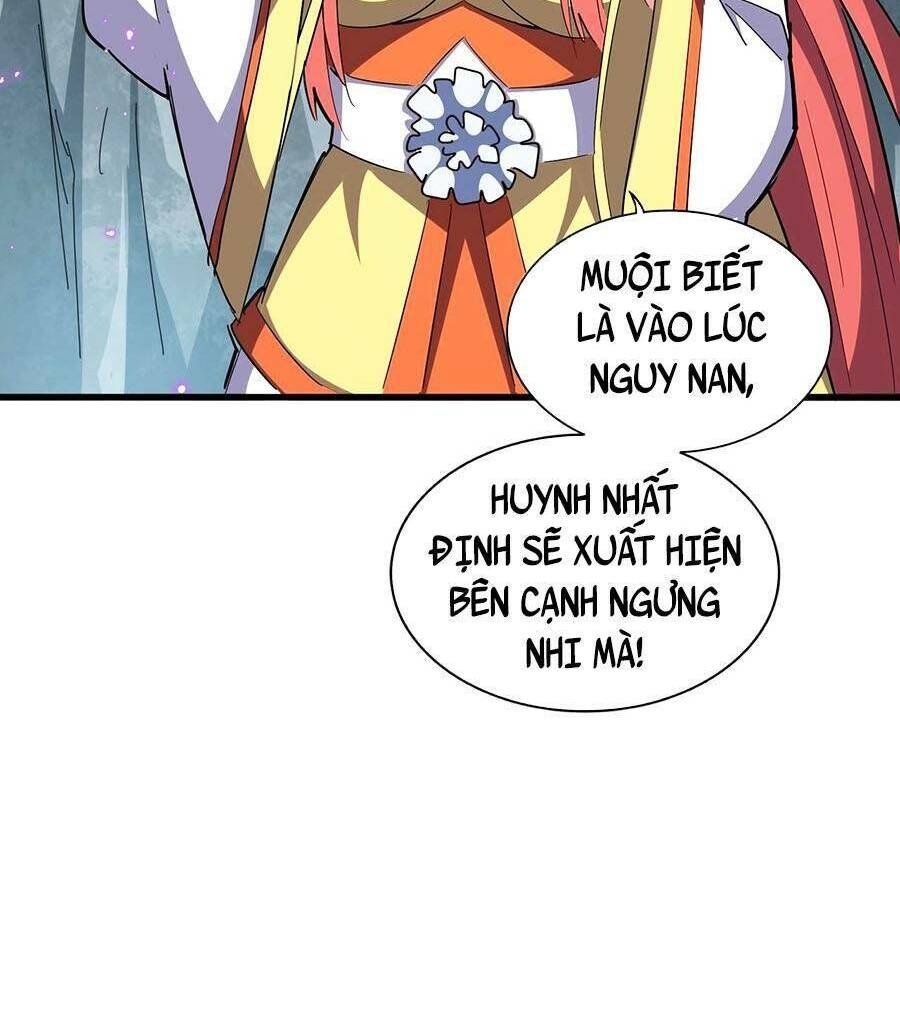 MUỘI BIẾT
LÀ VÀO LÚC
NGUY NAN,
HUYNH NHẤT
ĐỊNH SẼ XUẤT HIỆN
BÊN CẠNH NGƯNG
NHI MÀ!